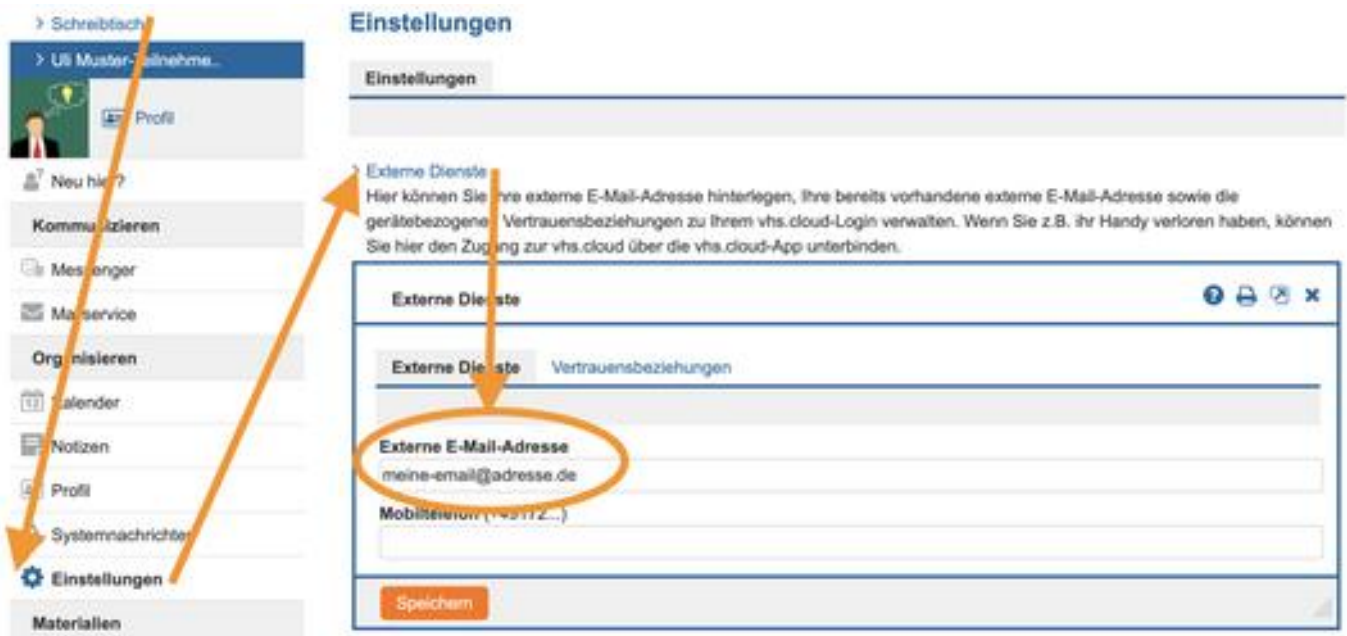 > Schreibtisch
> Uli Muster-Teilnehme...
Profil
Neu hier?
Kommunizieren
Messenger
Mailservice
Organisieren
12 Kalender
Notizen
Profil
Systemnachrichten
Einstellungen
Materialien
Einstellungen
Einstellungen
> Externe Dienste
Hier können Sie Ihre externe E-Mail-Adresse hinterlegen, Ihre bereits vorhandene externe E-Mail-Adresse sowie die
gerätebezogenen Vertrauensbeziehungen zu Ihrem vhs.cloud-Login verwalten. Wenn Sie z.B. ihr Handy verloren haben, können
Sie hier den Zugang zur vhs.cloud über die vhs.cloud-App unterbinden.
Externe Dienste
Externe Dienste Vertrauensbeziehungen
Externe E-Mail-Adresse
meine-email@adresse.de
Mobiltelefon (+49172...)
Speichern